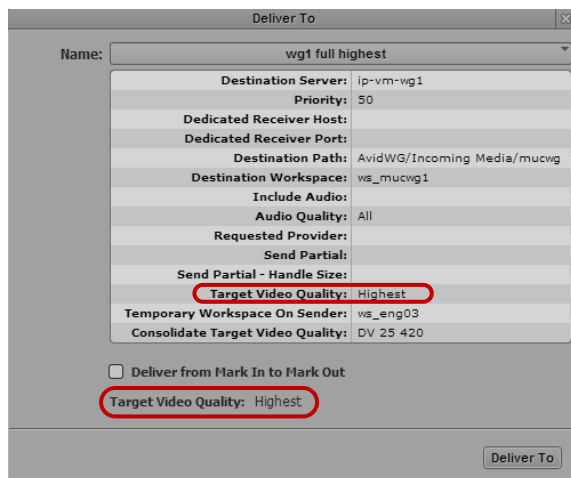 Deliver To
Name: wg1 full highest
Destination Server: ip-vm-wg1
Priority: 50
Dedicated Receiver Host:
Dedicated Receiver Port:
Destination Path: AvidWG/Incoming Media/mucwg
Destination Workspace: ws_mucwg1
Include Audio:
Audio Quality: All
Requested Provider:
Send Partial:
Send Partial - Handle Size:
Target Video Quality: Highest
Temporary Workspace On Sender: ws_eng03
Consolidate Target Video Quality: DV 25 420
Deliver from Mark In to Mark Out
Target Video Quality: Highest
Deliver To